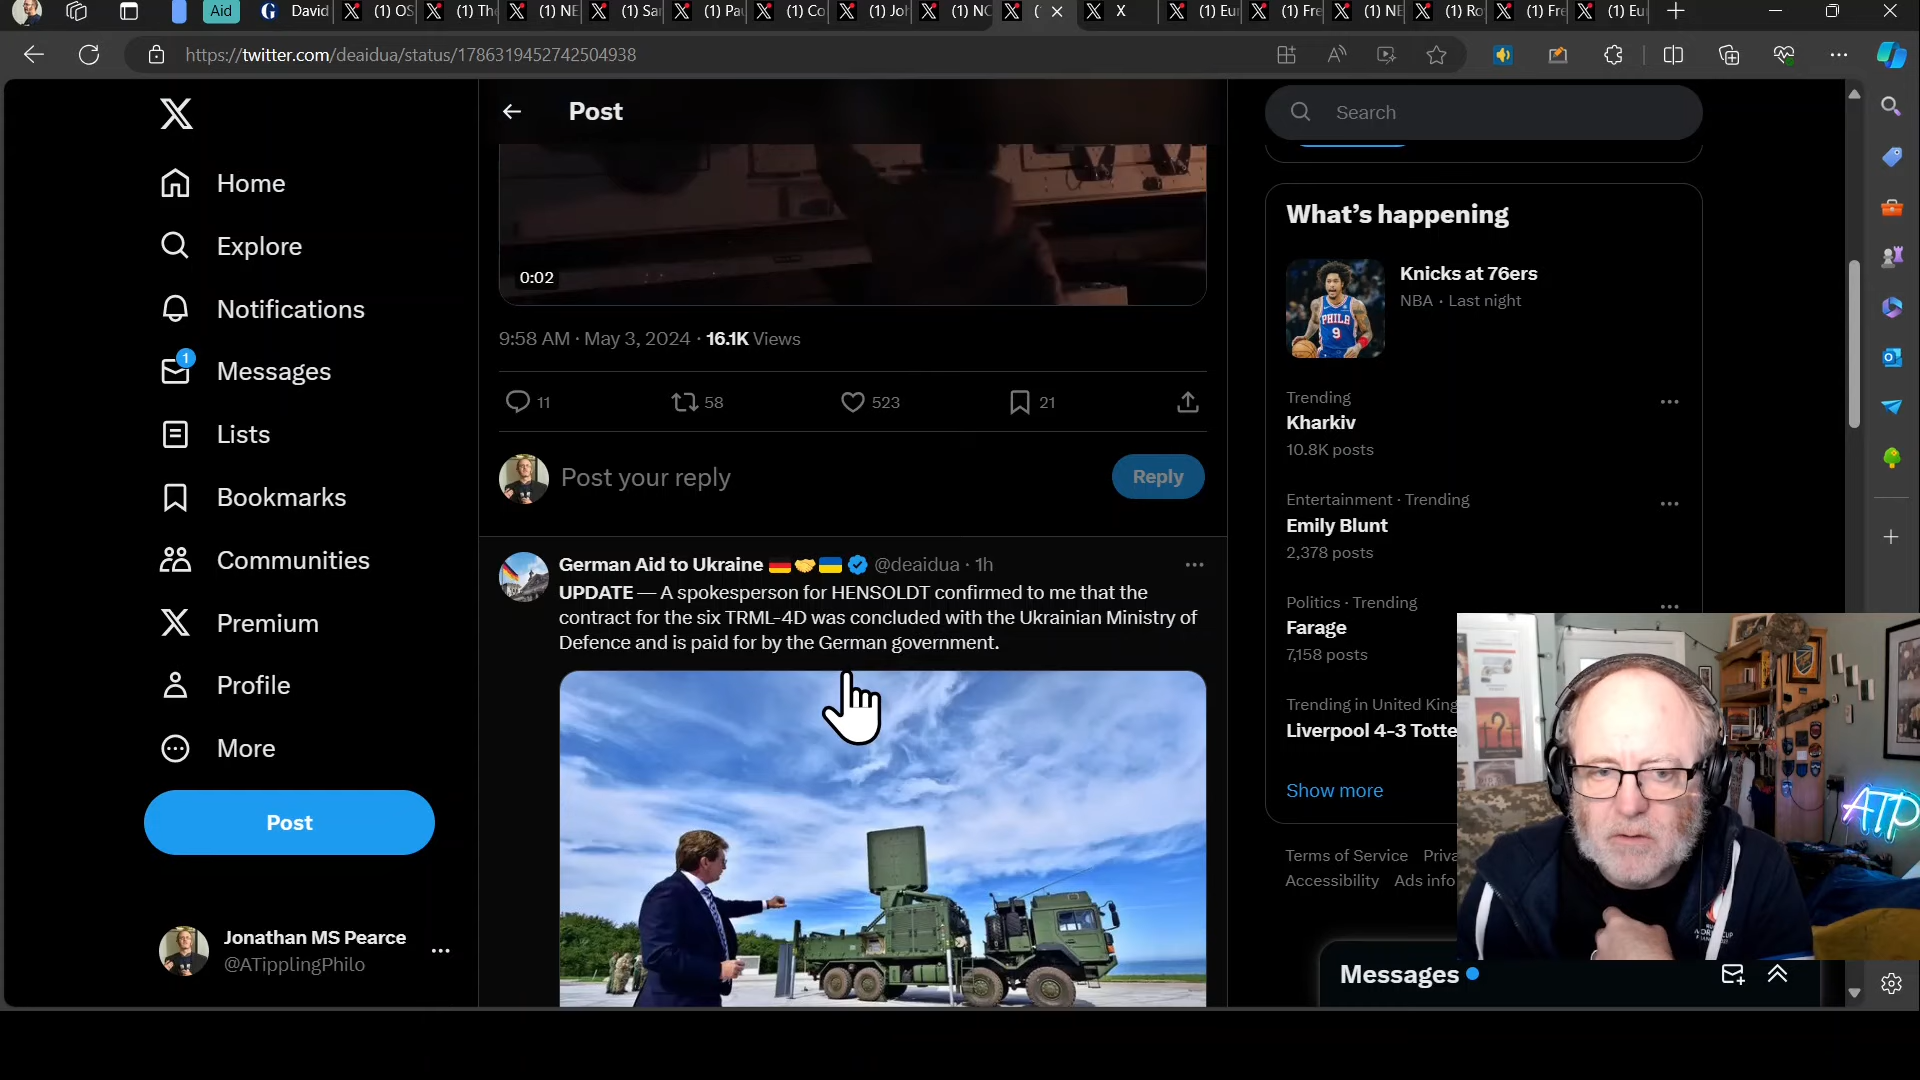 Aid
David
(1) OS
(1) Th
(1) NE
(1) Sa
(1) Pau
(1) Co
(1) Jo
(1) NC
(
X
(1) Eu
(1) Fre
(1) NE
(1) Ro
(1) Fre
(1) Eu
https://twitter.com/deaidua/status/1786319452742504938
Home
Explore
Notifications
1
Messages
Lists
Bookmarks
Communities
Premium
Profile
More
Post
Jonathan MS Pearce
@ATipplingPhilo
Post
0:02
9:58 AM · May 3, 2024 · 16.1K Views
11
58
523
21
Post your reply
Reply
German Aid to Ukraine @deaidua · 1h
UPDATE — A spokesperson for HENSOLDT confirmed to me that the
contract for the six TRML-4D was concluded with the Ukrainian Ministry of
Defence and is paid for by the German government.
Search
What's happening
Knicks at 76ers
NBA · Last night
PHILA
9
Trending
Kharkiv
10.8K posts
Entertainment · Trending
Emily Blunt
2,378 posts
Politics · Trending
Farage
7,158 posts
Trending in United King
Liverpool 4-3 Totte
Show more
Terms of Service Priva
Accessibility Ads info
Messages
ATP